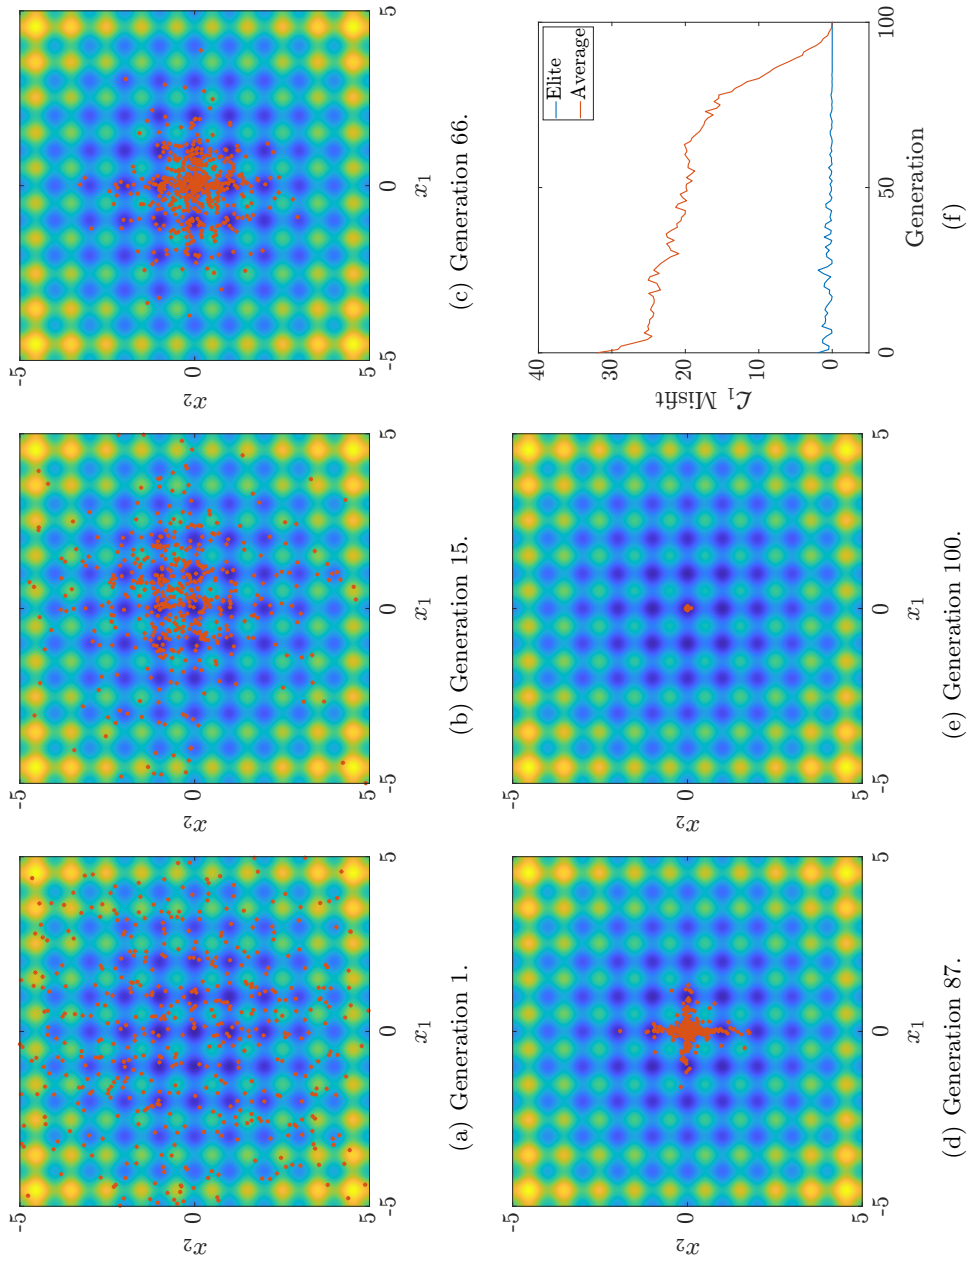 -5
0
5
x₂
-5 0 5
x₁
(a) Generation 1.
-5
0
5
x₂
-5 0 5
x₁
(b) Generation 15.
-5
0
5
x₂
-5 0 5
x₁
(c) Generation 66.
-5
0
5
x₂
-5 0 5
x₁
(d) Generation 87.
-5
0
5
x₂
-5 0 5
x₁
(e) Generation 100.
40
30
20
10
0
ℒ₁ Misfit
Elite
Average
0 50 100
Generation
(f)